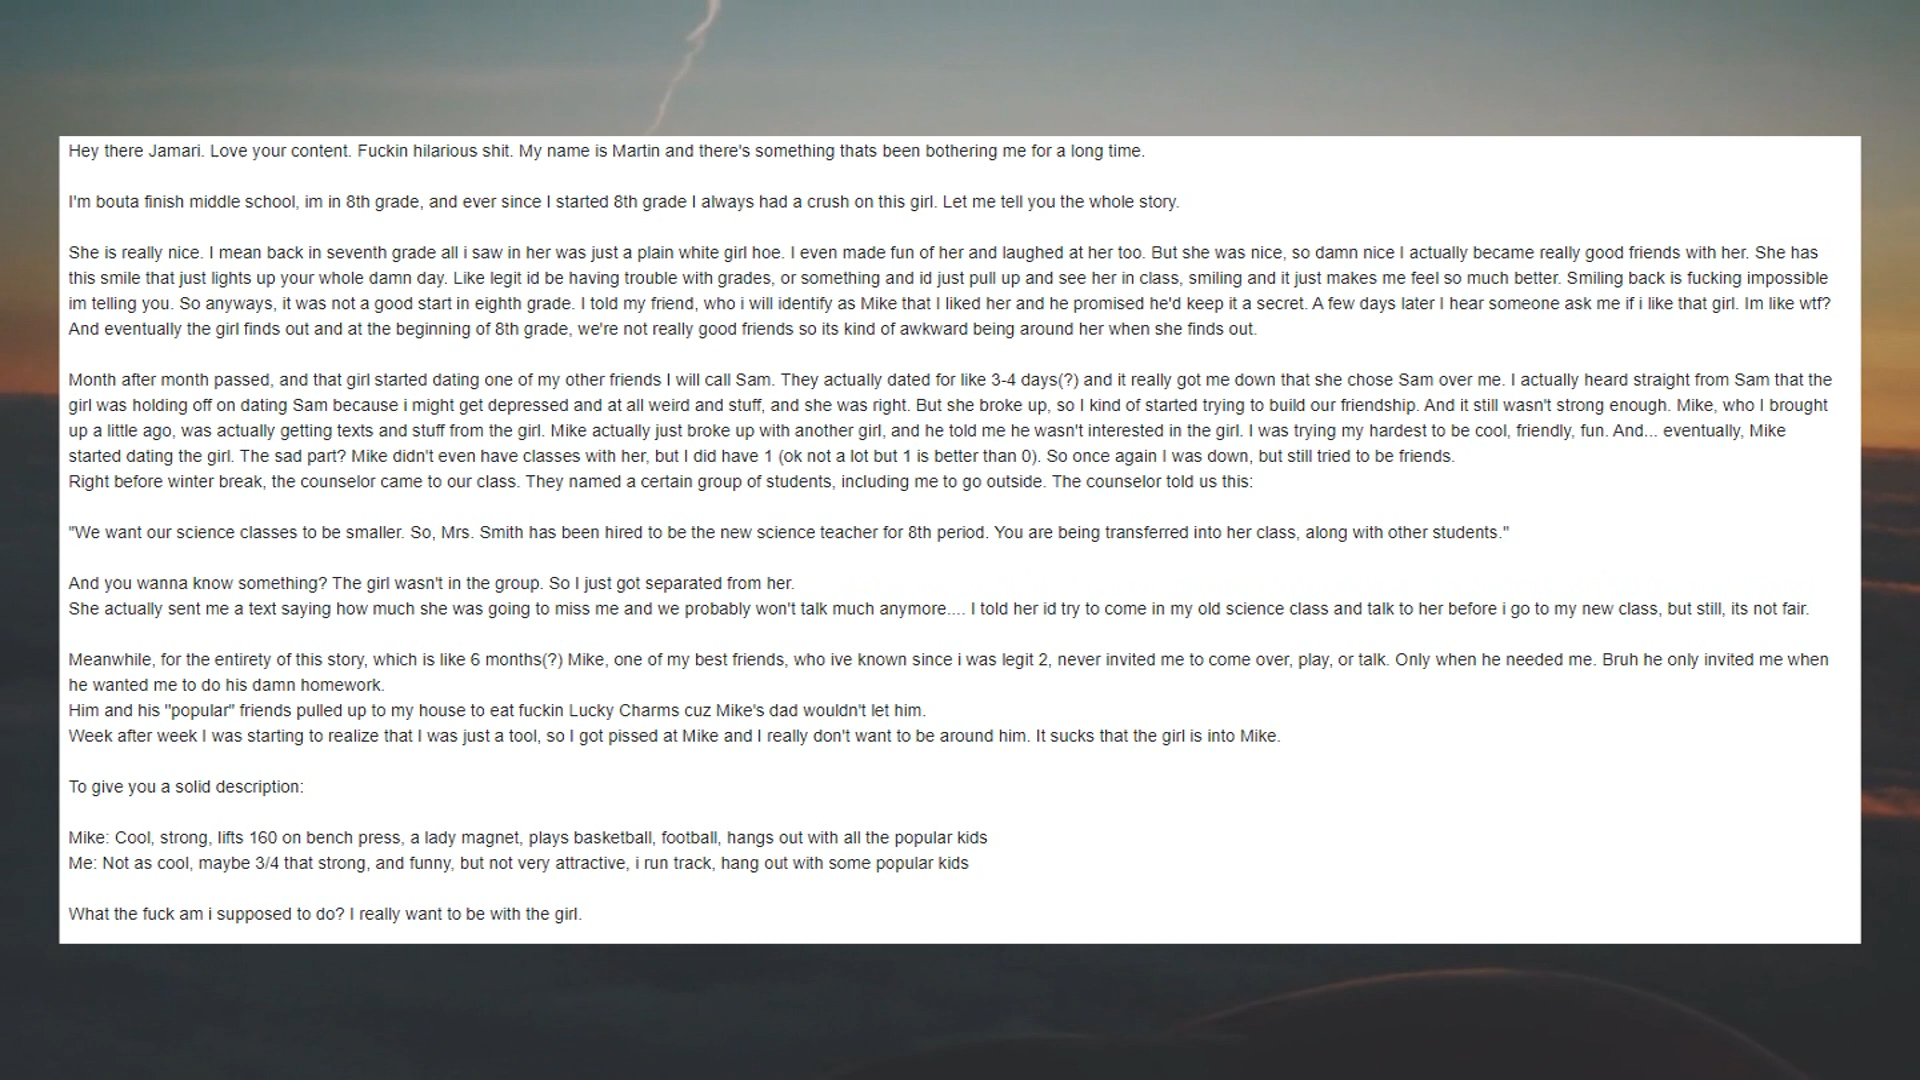 Hey there Jamari. Love your content. Fuckin hilarious shit. My name is Martin and there's something thats been bothering me for a long time.
I'm bouta finish middle school, im in 8th grade, and ever since I started 8th grade I always had a crush on this girl. Let me tell you the whole story.
She is really nice. I mean back in seventh grade all i saw in her was just a plain white girl hoe. I even made fun of her and laughed at her too. But she was nice, so damn nice I actually became really good friends with her. She has
this smile that just lights up your whole damn day. Like legit id be having trouble with grades, or something and id just pull up and see her in class, smiling and it just makes me feel so much better. Smiling back is fucking impossible
im telling you. So anyways, it was not a good start in eighth grade. I told my friend, who i will identify as Mike that I liked her and he promised he'd keep it a secret. A few days later I hear someone ask me if i like that girl. Im like wtf?
And eventually the girl finds out and at the beginning of 8th grade, we're not really good friends so its kind of awkward being around her when she finds out.
Month after month passed, and that girl started dating one of my other friends I will call Sam. They actually dated for like 3-4 days(?) and it really got me down that she chose Sam over me. I actually heard straight from Sam that the
girl was holding off on dating Sam because i might get depressed and at all weird and stuff, and she was right. But she broke up, so I kind of started trying to build our friendship. And it still wasn't strong enough. Mike, who I brought
up a little ago, was actually getting texts and stuff from the girl. Mike actually just broke up with another girl, and he told me he wasn't interested in the girl. I was trying my hardest to be cool, friendly, fun. And... eventually, Mike
started dating the girl. The sad part? Mike didn't even have classes with her, but I did have 1 (ok not a lot but 1 is better than 0). So once again I was down, but still tried to be friends.
Right before winter break, the counselor came to our class. They named a certain group of students, including me to go outside. The counselor told us this:
"We want our science classes to be smaller. So, Mrs. Smith has been hired to be the new science teacher for 8th period. You are being transferred into her class, along with other students."
And you wanna know something? The girl wasn't in the group. So I just got separated from her.
She actually sent me a text saying how much she was going to miss me and we probably won't talk much anymore.... I told her id try to come in my old science class and talk to her before i go to my new class, but still, its not fair.
Meanwhile, for the entirety of this story, which is like 6 months(?) Mike, one of my best friends, who ive known since i was legit 2, never invited me to come over, play, or talk. Only when he needed me. Bruh he only invited me when
he wanted me to do his damn homework.
Him and his "popular" friends pulled up to my house to eat fuckin Lucky Charms cuz Mike's dad wouldn't let him.
Week after week I was starting to realize that I was just a tool, so I got pissed at Mike and I really don't want to be around him. It sucks that the girl is into Mike.
To give you a solid description:
Mike: Cool, strong, lifts 160 on bench press, a lady magnet, plays basketball, football, hangs out with all the popular kids
Me: Not as cool, maybe 3/4 that strong, and funny, but not very attractive, i run track, hang out with some popular kids
What the fuck am i supposed to do? I really want to be with the girl.